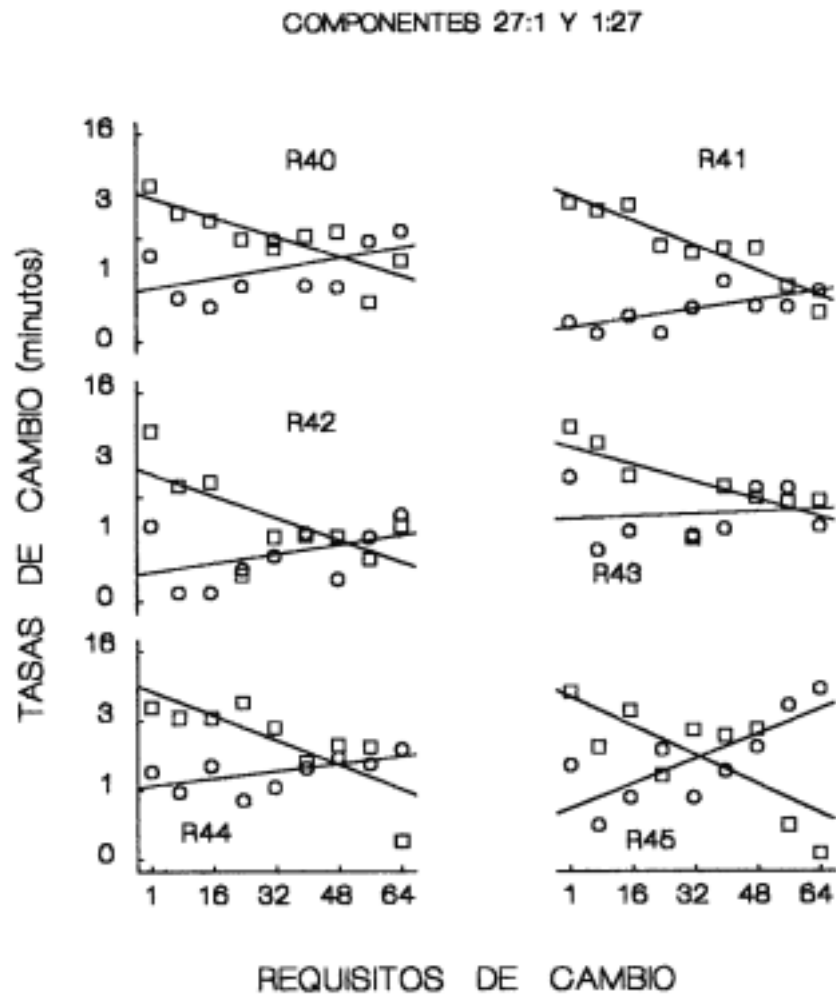 COMPONENTES 27:1 Y 1:27
16
R40
R41
3
1
0
16
R42
3
1
R43
0
16
3
1
R44
R45
0
1 16 32 48 64
1 16 32 48 64
TASAS DE CAMBIO (minutos)
REQUISITOS DE CAMBIO